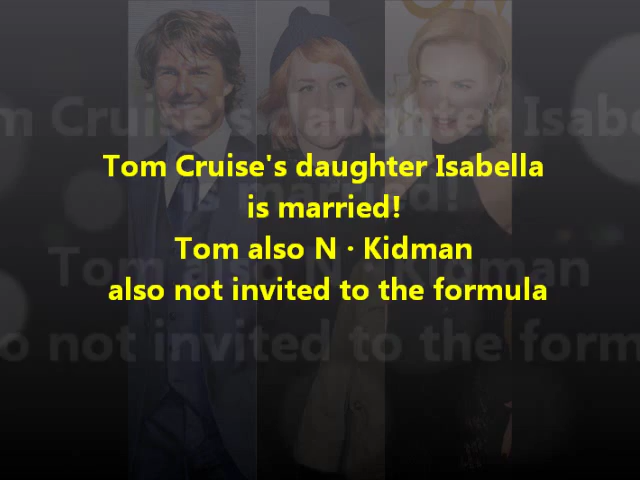 Tom Cruise's daughter Isabella
is married!
Tom also N · Kidman
also not invited to the formula